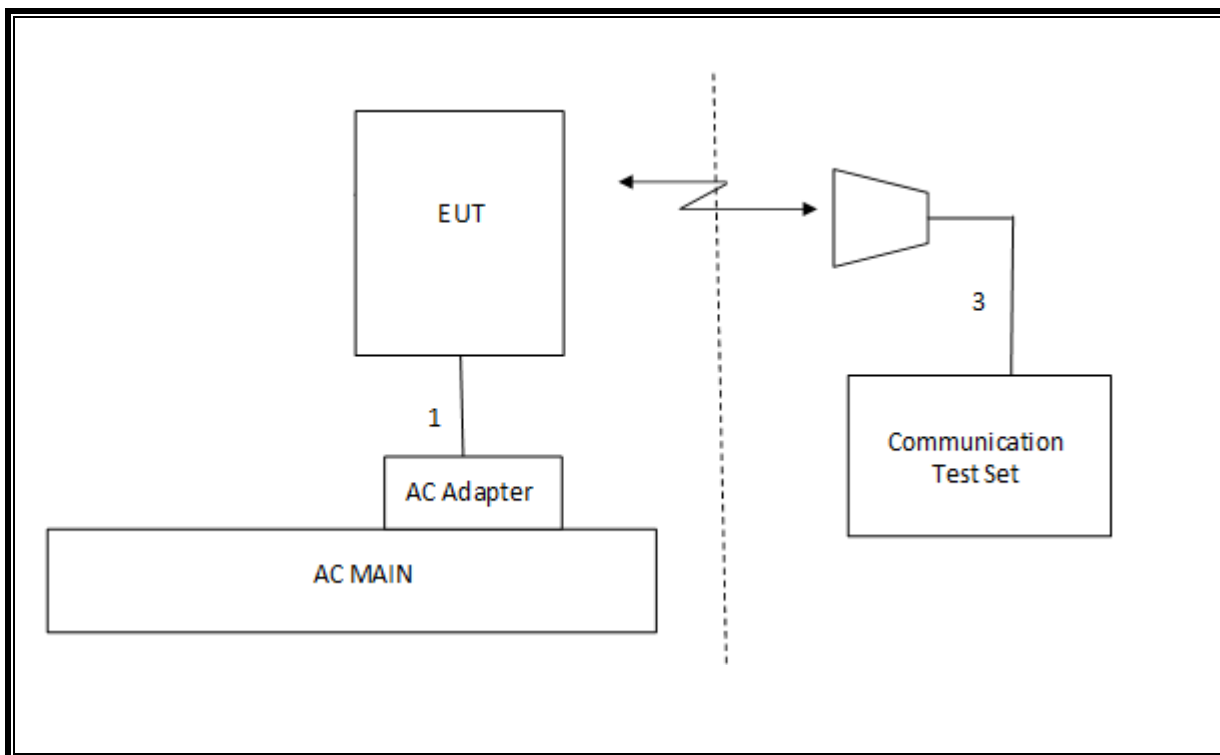 EUT
3
1
Communication
Test Set
AC Adapter
AC MAIN